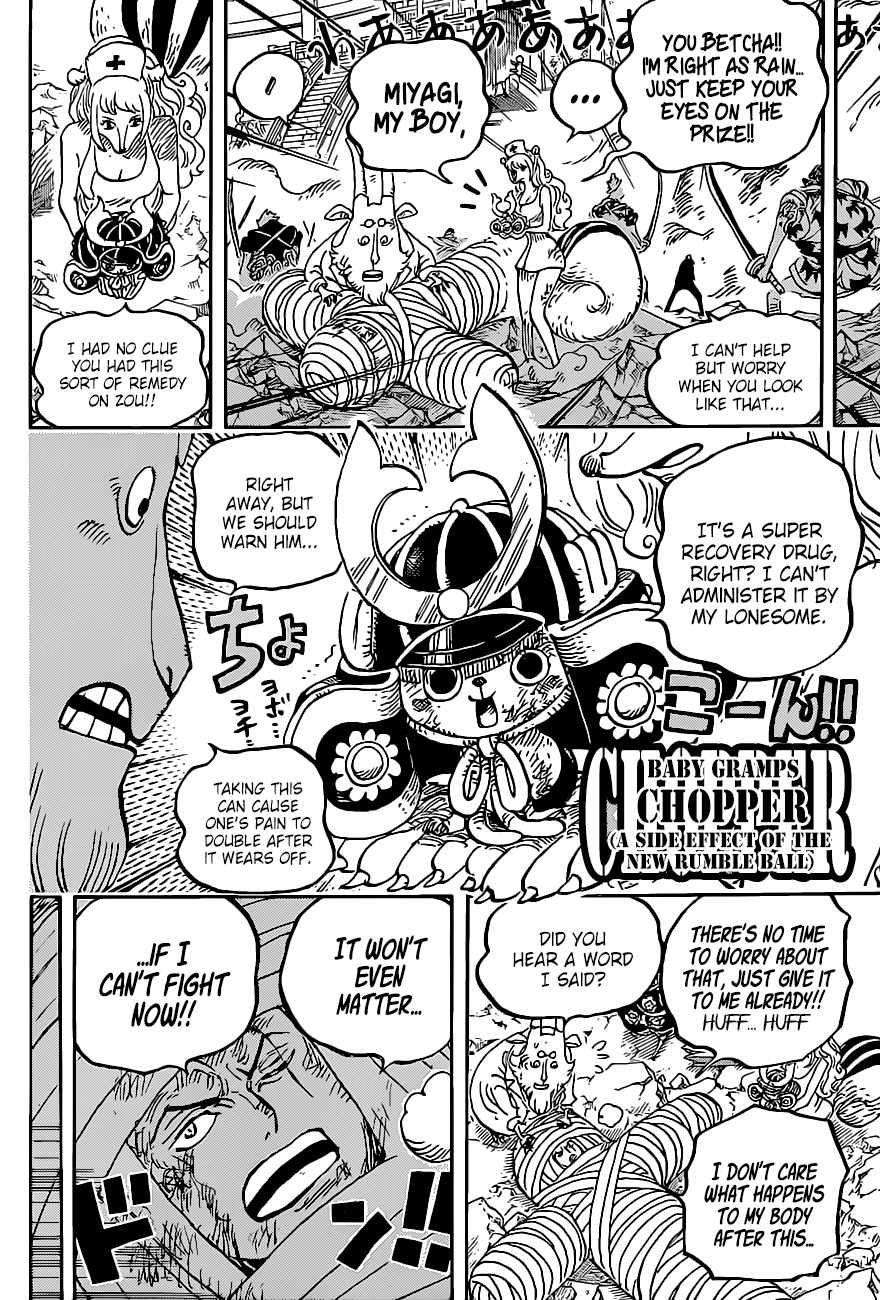 YOU BETCHA!!
I'M RIGHT AS RAIN...
JUST KEEP YOUR
EYES ON THE
PRIZE!!
...
MIYAGI,
MY BOY,
I CAN'T HELP
BUT WORRY
WHEN YOU LOOK
LIKE THAT...
I HAD NO CLUE
YOU HAD THIS
SORT OF REMEDY
ON ZOU!!
IT'S A SUPER
RECOVERY DRUG,
RIGHT? I CAN'T
ADMINISTER IT BY
MY LONESOME.
RIGHT
AWAY, BUT
WE SHOULD
WARN HIM...
ちょ
こーん!!
ヨボ
ヨチ
BABY GRAMPS
CHOPPER
(A SIDE EFFECT OF THE
NEW RUMBLE BALL)
TAKING THIS
CAN CAUSE
ONE'S PAIN TO
DOUBLE AFTER
IT WEARS OFF.
THERE'S NO TIME
TO WORRY ABOUT
THAT, JUST GIVE IT
TO ME ALREADY!!
HUFF... HUFF
DID YOU
HEAR A WORD
I SAID?
I DON'T CARE
WHAT HAPPENS
TO MY BODY
AFTER THIS...
IT WON'T
EVEN
MATTER...
...IF I
CAN'T FIGHT
NOW!!
ドン!!